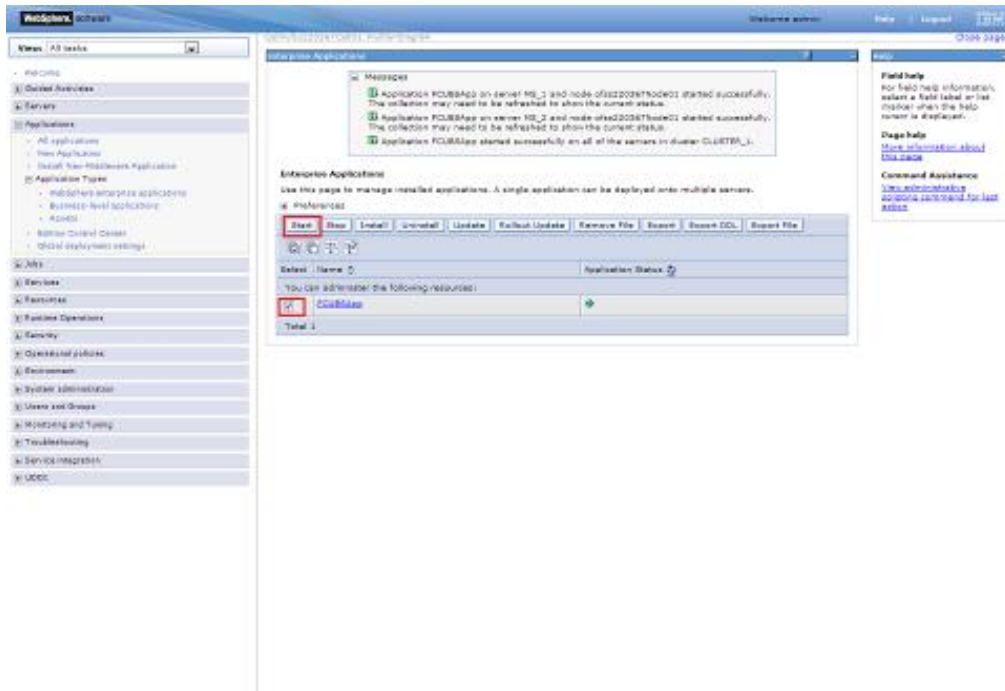 WebSphere. software
Welcome admin
Help | Logout
Close page
View: All tasks
Welcome
Guided Activities
Servers
Applications
All applications
New Application
Install New Middleware Application
Application Types
WebSphere enterprise applications
Business-level applications
Assets
Edition Control Center
Global deployment settings
Jobs
Services
Resources
Runtime Operations
Security
Operational policies
Environment
System administration
Users and Groups
Monitoring and Tuning
Troubleshooting
Service integration
UDDI
Enterprise Applications
Messages
Application FCUBSApp on server MS_1 and node started successfully.
The collection may need to be refreshed to show the current status.
Application FCUBSApp on server MS_2 and node started successfully.
The collection may need to be refreshed to show the current status.
Application FCUBSApp started successfully on all of the servers in cluster CLUSTER_1.
Enterprise Applications
Use this page to manage installed applications. A single application can be deployed onto multiple servers.
Preferences
Start Stop Install Uninstall Update Rollout Update Remove File Export Export DDL Export File
Select Name Application Status
You can administer the following resources:
FCUBSApp
Total 1
Help
Field help
For field help information, select a field label or list marker when the help cursor is displayed.
Page help
More information about this page
Command Assistance
View administrative scripting command for last action